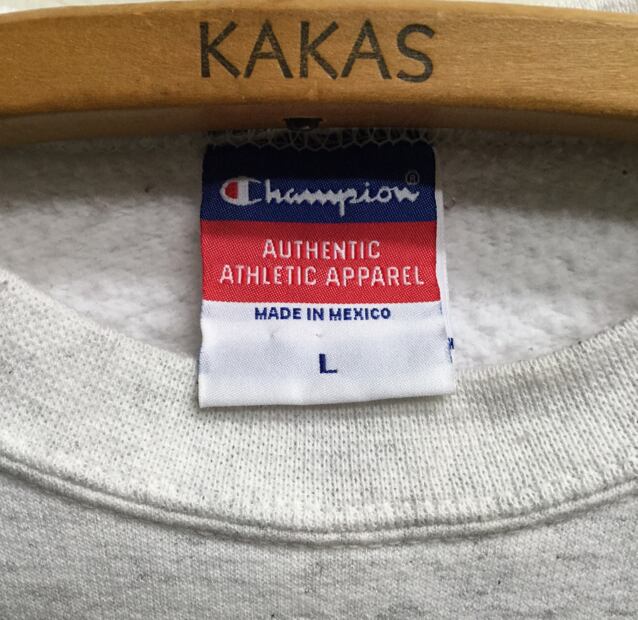 KAKAS
Champion®
AUTHENTIC
ATHLETIC APPAREL
MADE IN MEXICO
L